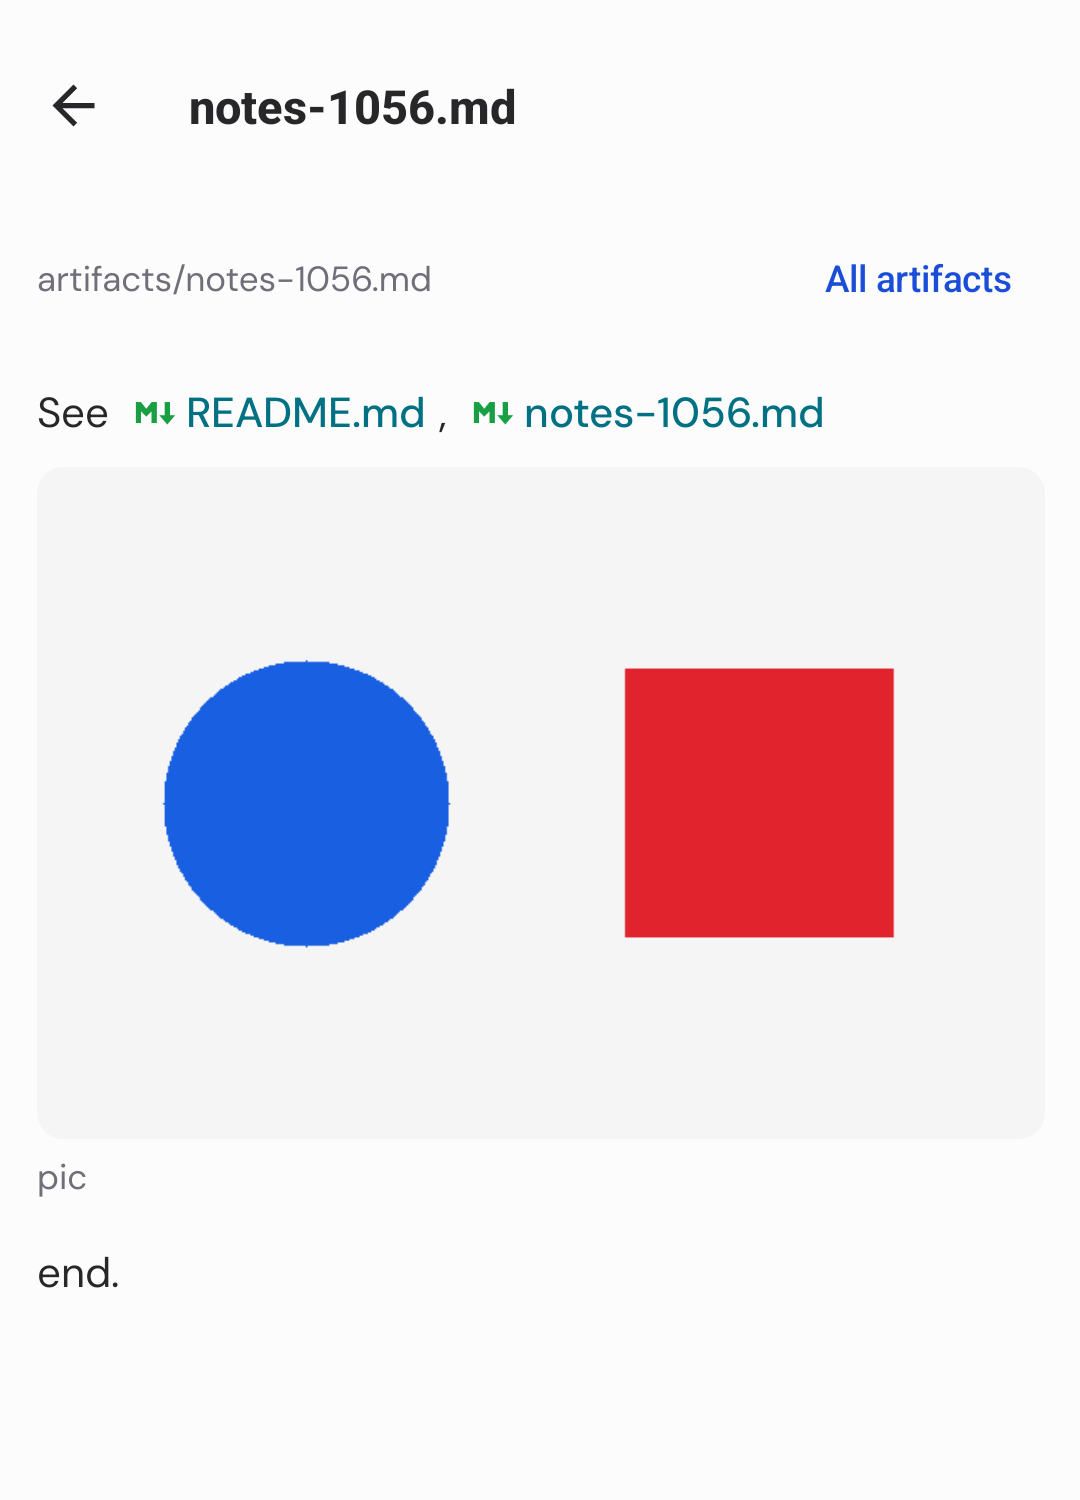 notes-1056.md
artifacts/notes-1056.md All artifacts
See M↓ README.md , M↓ notes-1056.md
pic
end.